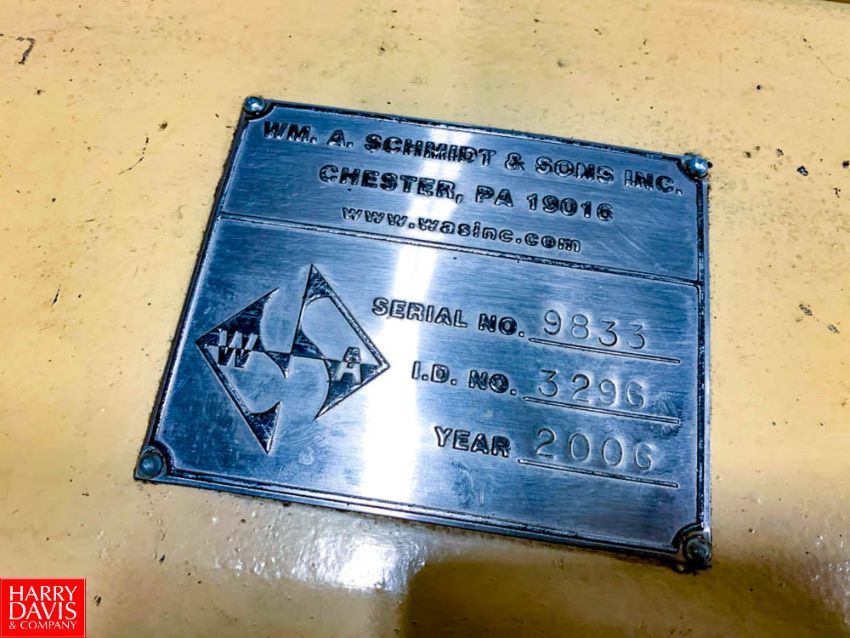 WM. A. SCHMIDT & SONS INC.
CHESTER, PA 19016
www.wasinc.com
W A
SERIAL NO. 9833
I.D. NO. 3296
YEAR 2006
HARRY
DAVIS
& COMPANY